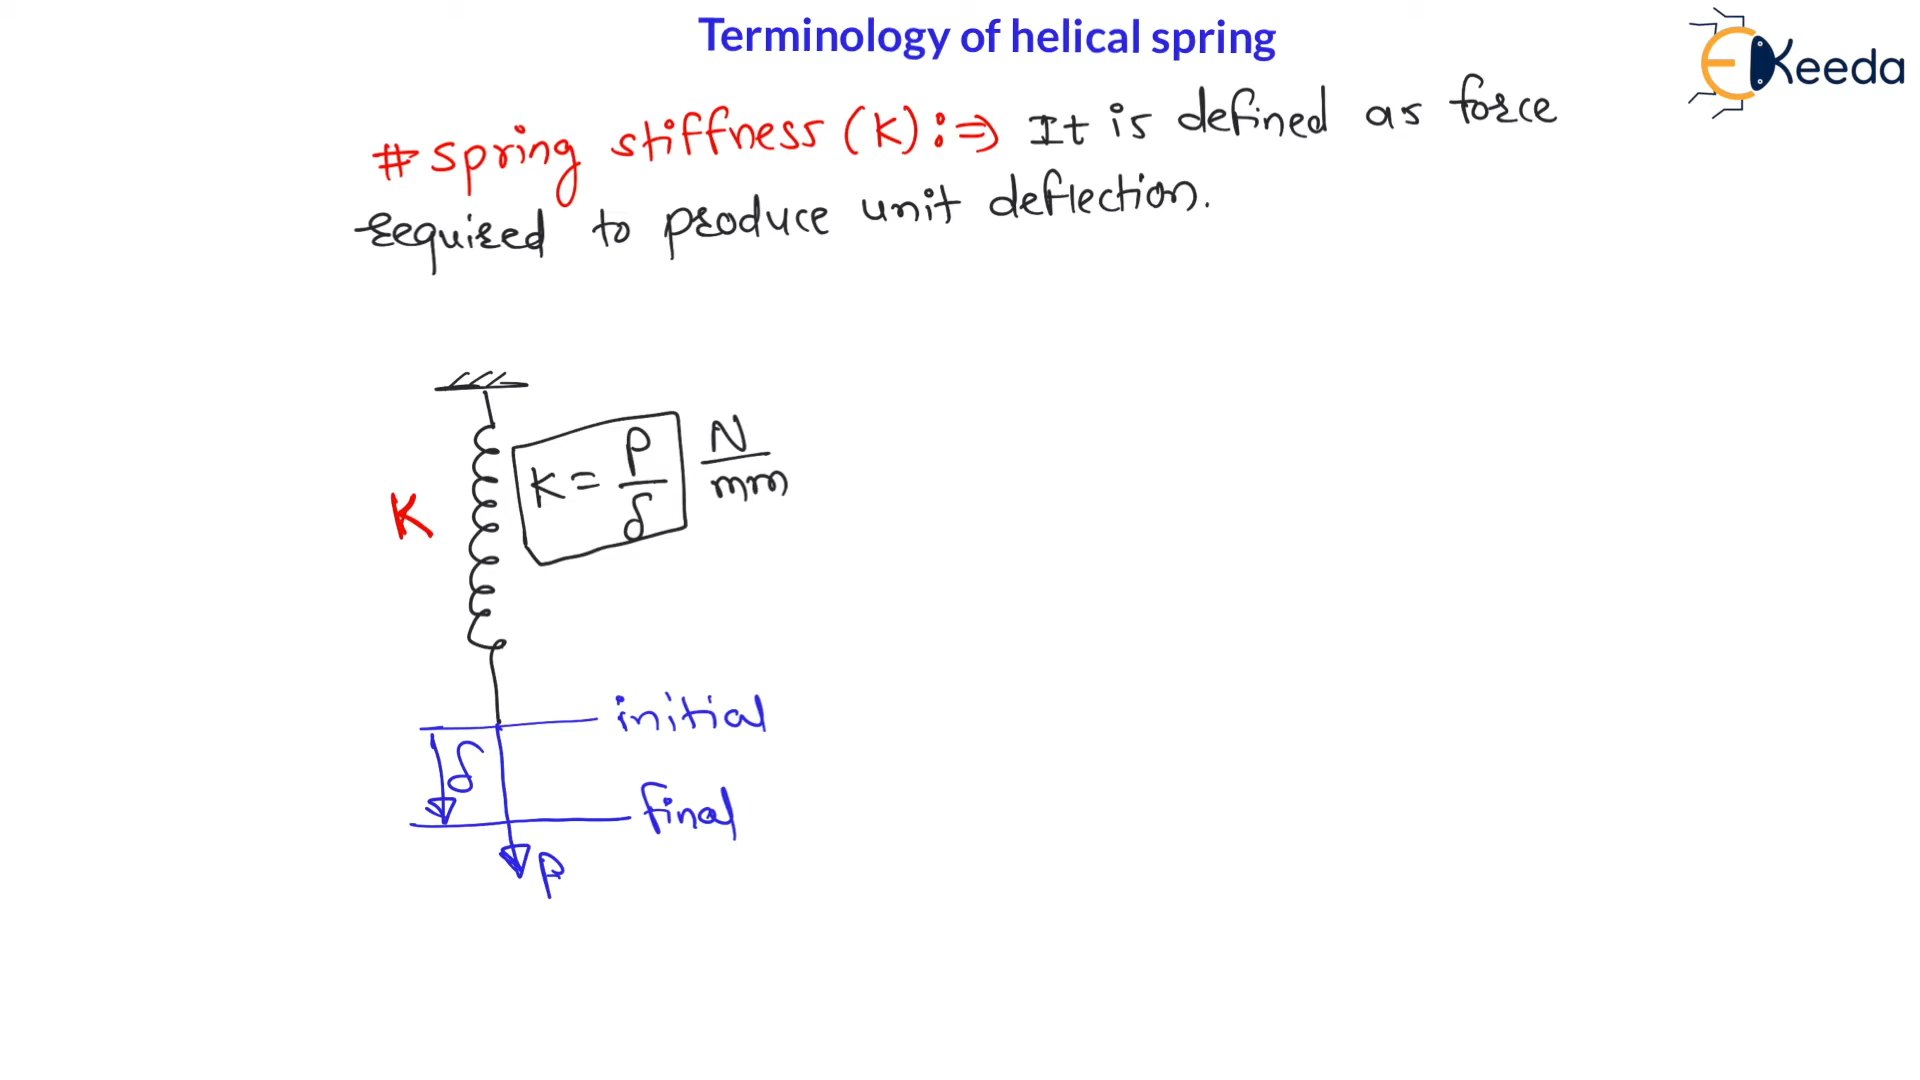 Terminology of helical spring
EKeeda
# spring stiffness (K) :⇒ It is defined as force
required to produce unit deflection.
K
K = P/δ N/mm
initial
δ
final
P